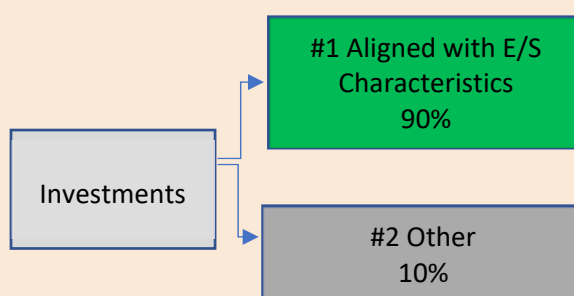 #1 Aligned with E/S
Characteristics
90%
Investments
#2 Other
10%